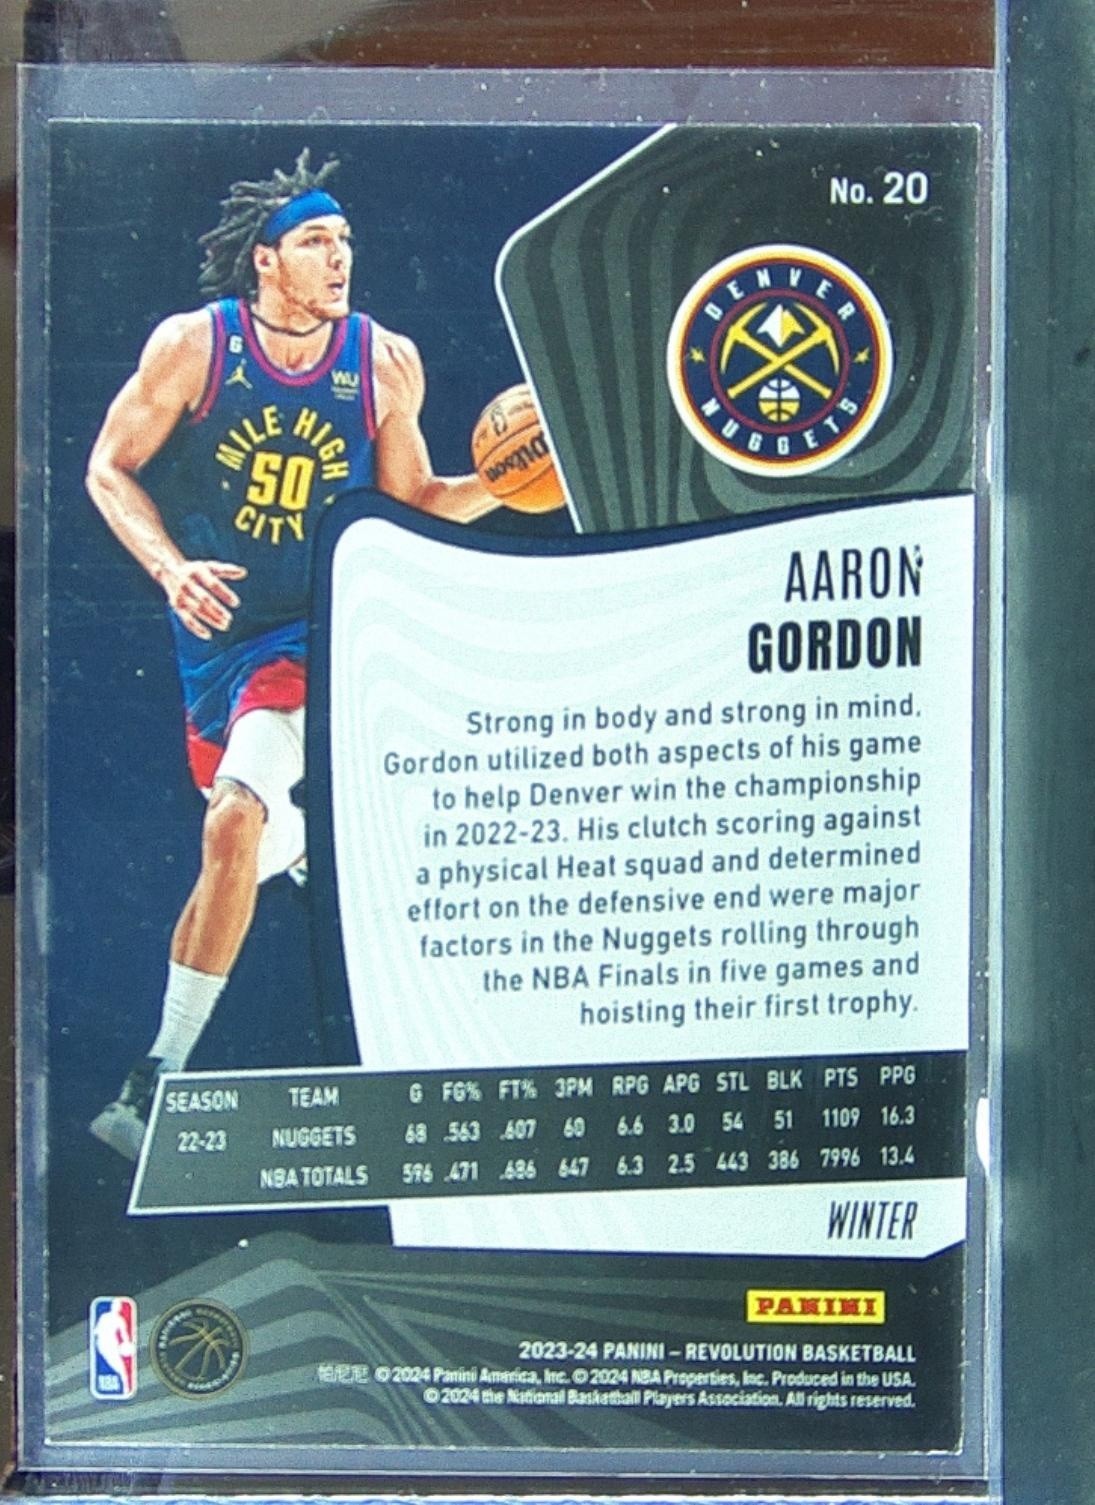 No. 20
DENVER
NUGGETS
6
MILE HIGH
50
CITY
Wilson
AARON
GORDON
Strong in body and strong in mind.
Gordon utilized both aspects of his game
to help Denver win the championship
in 2022-23. His clutch scoring against
a physical Heat squad and determined
effort on the defensive end were major
factors in the Nuggets rolling through
the NBA Finals in five games and
hoisting their first trophy.
SEASON TEAM G FG% FT% 3PM RPG APG STL BLK PTS PPG
22-23 NUGGETS 68 .563 .607 60 6.6 3.0 54 51 1109 16.3
NBA TOTALS 596 .471 .686 647 6.3 2.5 443 386 7996 13.4
WINTER
PANINI
2023-24 PANINI – REVOLUTION BASKETBALL
帕尼尼 © 2024 Panini America, Inc. © 2024 NBA Properties, Inc. Produced in the USA.
© 2024 the National Basketball Players Association. All rights reserved.
NBA